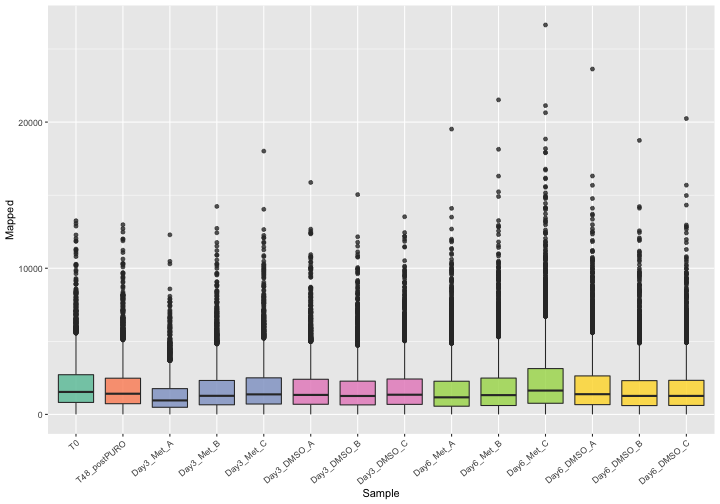 20000
10000
0
Mapped
T0
T48_postPURO
Day3_Met_A
Day3_Met_B
Day3_Met_C
Day3_DMSO_A
Day3_DMSO_B
Day3_DMSO_C
Day6_Met_A
Day6_Met_B
Day6_Met_C
Day6_DMSO_A
Day6_DMSO_B
Day6_DMSO_C
Sample